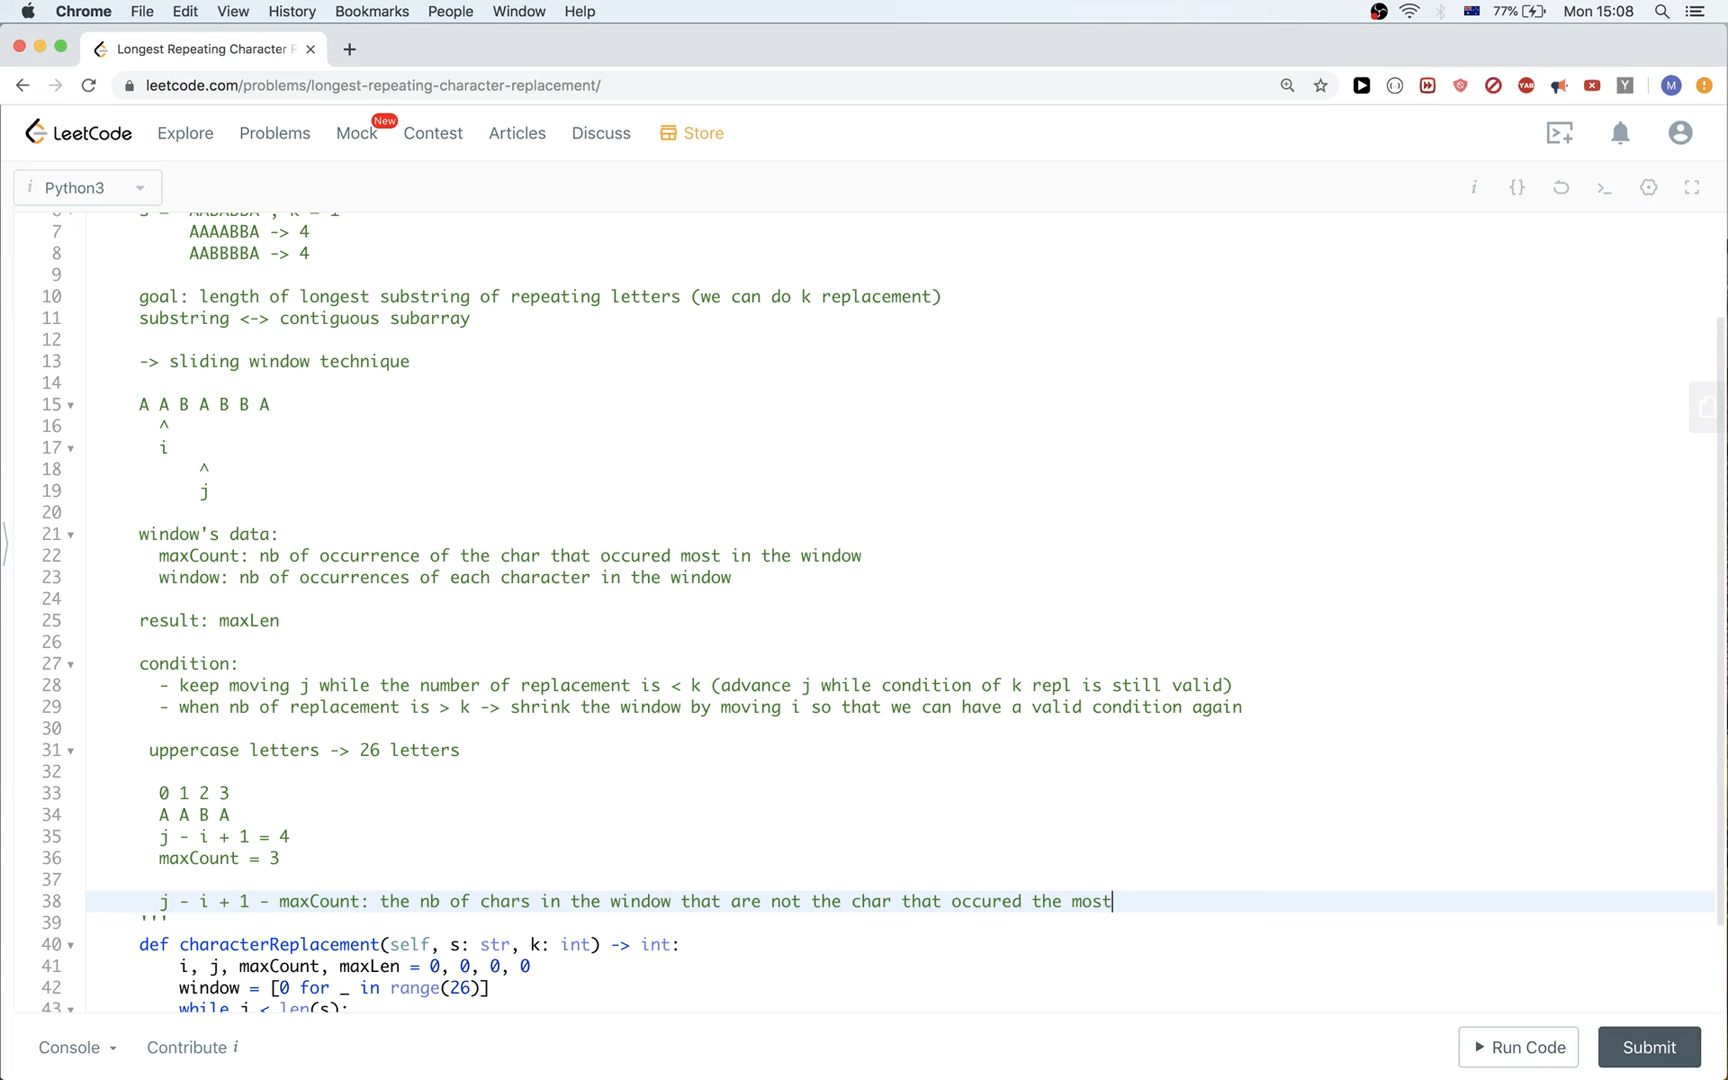 Chrome File Edit View History Bookmarks People Window Help 77% Mon 15:08
Longest Repeating Character R
leetcode.com/problems/longest-repeating-character-replacement/
YAB Y M
LeetCode Explore Problems Mock New Contest Articles Discuss Store
i Python3
6 s = "AABABBA", k = 1
7 AAAABBA -> 4
8 AABBBBA -> 4
9
10 goal: length of longest substring of repeating letters (we can do k replacement)
11 substring <-> contiguous subarray
12
13 -> sliding window technique
14
15 A A B A B B A
16 ^
17 i
18 ^
19 j
20
21 window's data:
22 maxCount: nb of occurrence of the char that occured most in the window
23 window: nb of occurrences of each character in the window
24
25 result: maxLen
26
27 condition:
28 - keep moving j while the number of replacement is < k (advance j while condition of k repl is still valid)
29 - when nb of replacement is > k -> shrink the window by moving i so that we can have a valid condition again
30
31 uppercase letters -> 26 letters
32
33 0 1 2 3
34 A A B A
35 j - i + 1 = 4
36 maxCount = 3
37
38 j - i + 1 - maxCount: the nb of chars in the window that are not the char that occured the most
39 '''
40 def characterReplacement(self, s: str, k: int) -> int:
41 i, j, maxCount, maxLen = 0, 0, 0, 0
42 window = [0 for _ in range(26)]
43 while j < len(s):
Console Contribute i Run Code Submit